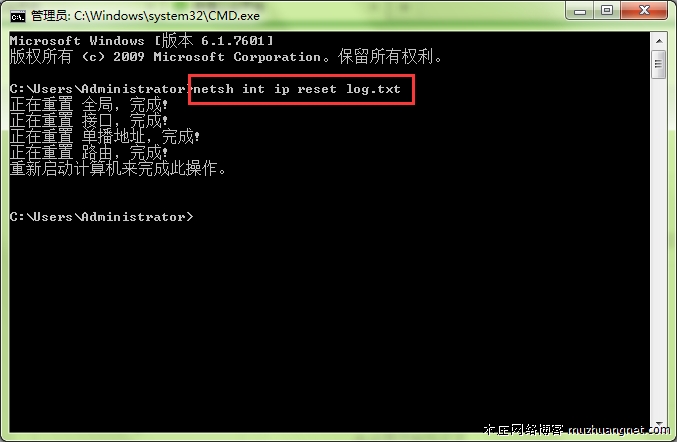 管理员: C:\Windows\system32\CMD.exe
Microsoft Windows [版本 6.1.7601]
版权所有 (c) 2009 Microsoft Corporation。保留所有权利。
C:\Users\Administrator>netsh int ip reset log.txt
正在重置 全局，完成!
正在重置 接口，完成!
正在重置 单播地址，完成!
正在重置 路由，完成!
重新启动计算机来完成此操作。
C:\Users\Administrator>
木庄网络博客 muzhuangnet.com